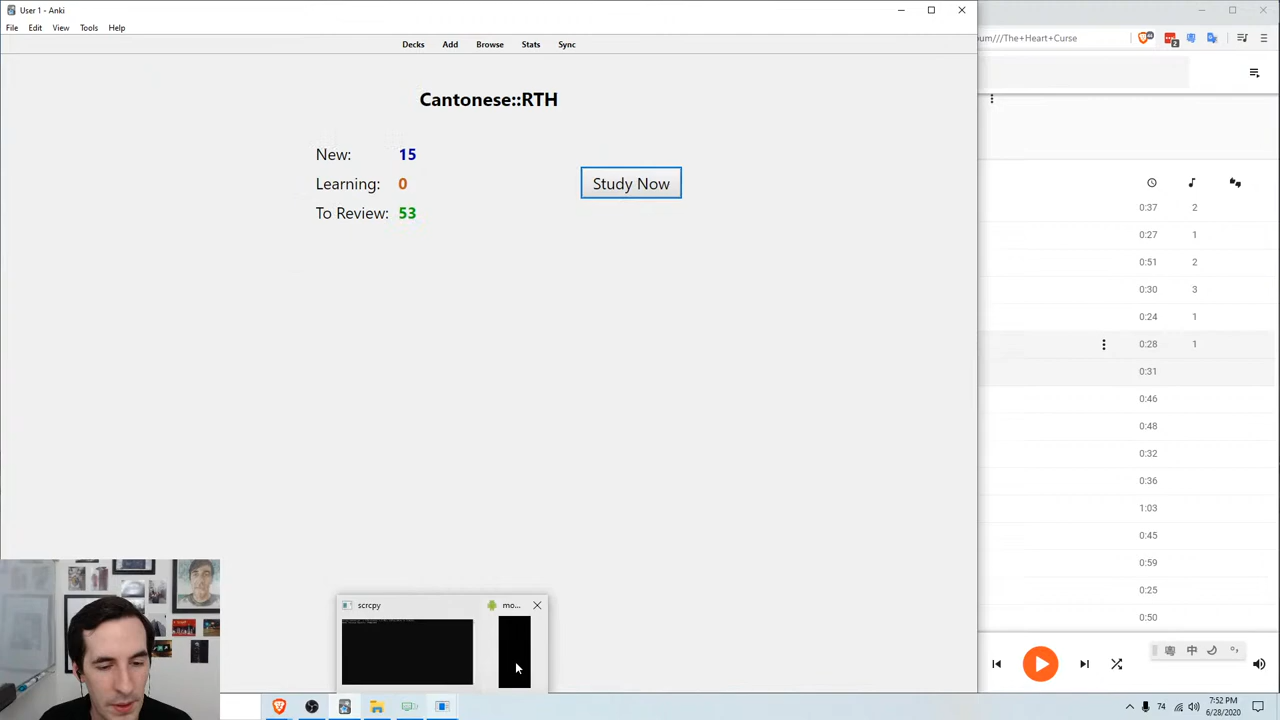 User 1 - Anki
File Edit View Tools Help
Decks Add Browse Stats Sync
um///The+Heart+Curse
2
Cantonese::RTH
New: 15
Learning: 0
To Review: 53
Study Now
0:37 2
0:27 1
0:51 2
0:30 3
0:24 1
0:28 1
0:31
0:46
0:48
0:32
0:36
1:03
0:45
0:59
0:25
0:50
scrcpy
mo...
中
74
7:52 PM
6/28/2020